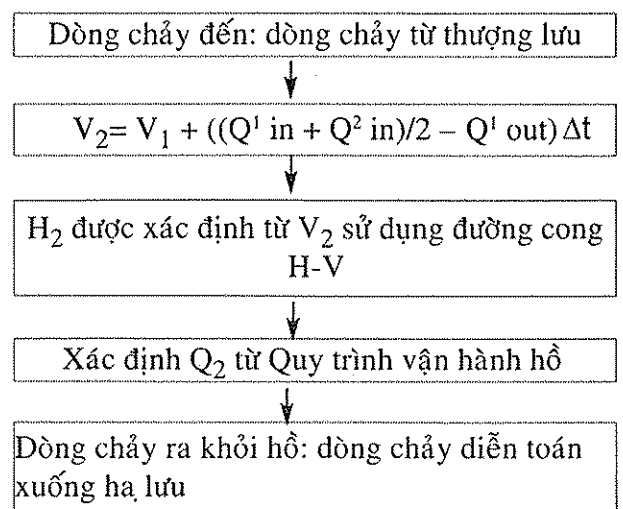 Dòng chảy đến: dòng chảy từ thượng lưu
V₂= V₁ + ((Q¹ in + Q² in)/2 – Q¹ out) Δt
H₂ được xác định từ V₂ sử dụng đường cong
H-V
Xác định Q₂ từ Quy trình vận hành hồ
Dòng chảy ra khỏi hồ: dòng chảy diễn toán
xuống hạ lưu